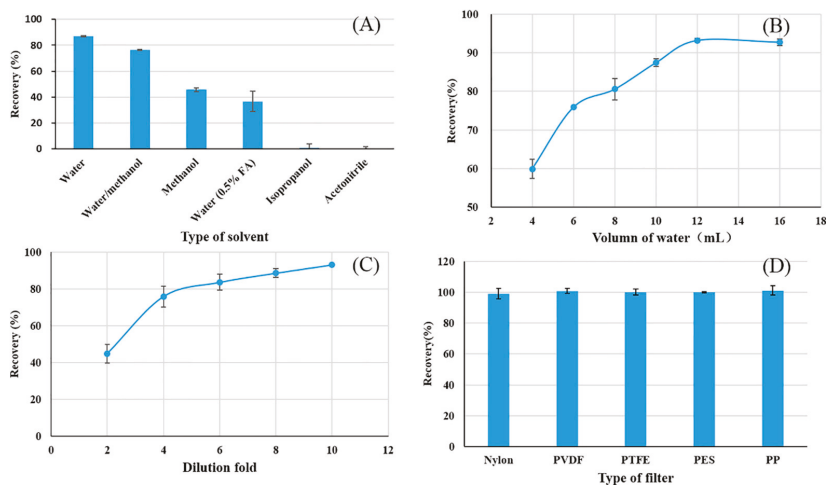 (A)
Recovery (%)
100
80
60
40
20
0
Water
Water/methanol
Methanol
Water (0.5% FA)
Isopropanol
Acetonitrile
Type of solvent
(B)
Recovery(%)
100
90
80
70
60
50
2 4 6 8 10 12 14 16 18
Volumn of water（mL）
(C)
Recovery (%)
100
80
60
40
20
0
0 2 4 6 8 10 12
Dilution fold
(D)
Recovery(%)
120
100
80
60
40
20
0
Nylon PVDF PTFE PES PP
Type of filter